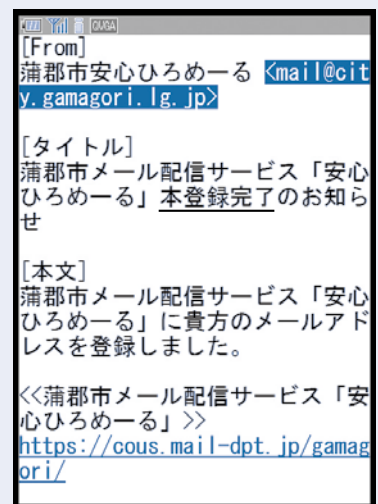 QVGA
[From]
蒲郡市安心ひろめーる <mail@cit
y.gamagori.lg.jp>
[タイトル]
蒲郡市メール配信サービス「安心
ひろめーる」本登録完了のお知ら
せ
[本文]
蒲郡市メール配信サービス「安心
ひろめーる」に貴方のメールアド
レスを登録しました。
<<蒲郡市メール配信サービス「安
心ひろめーる」>>
https://cous.mail-dpt.jp/gamag
ori/